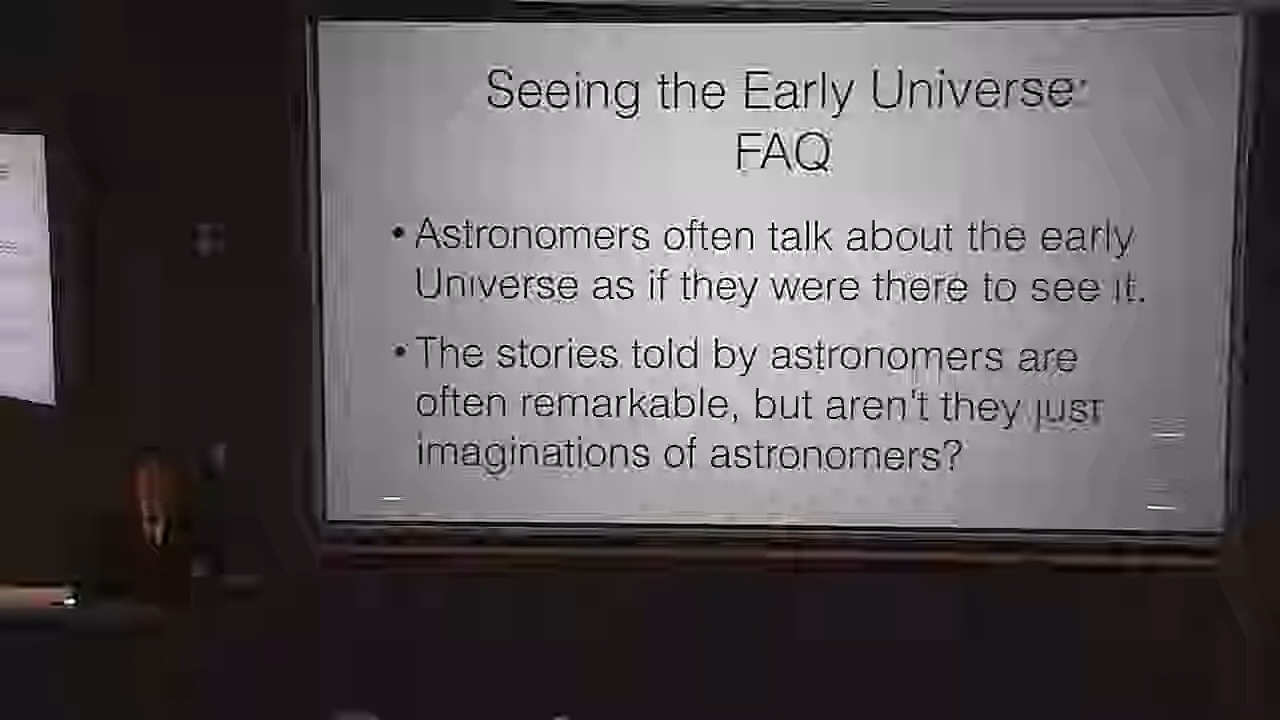 Seeing the Early Universe:
FAQ
• Astronomers often talk about the early
Universe as if they were there to see it.
• The stories told by astronomers are
often remarkable, but aren't they just
imaginations of astronomers?